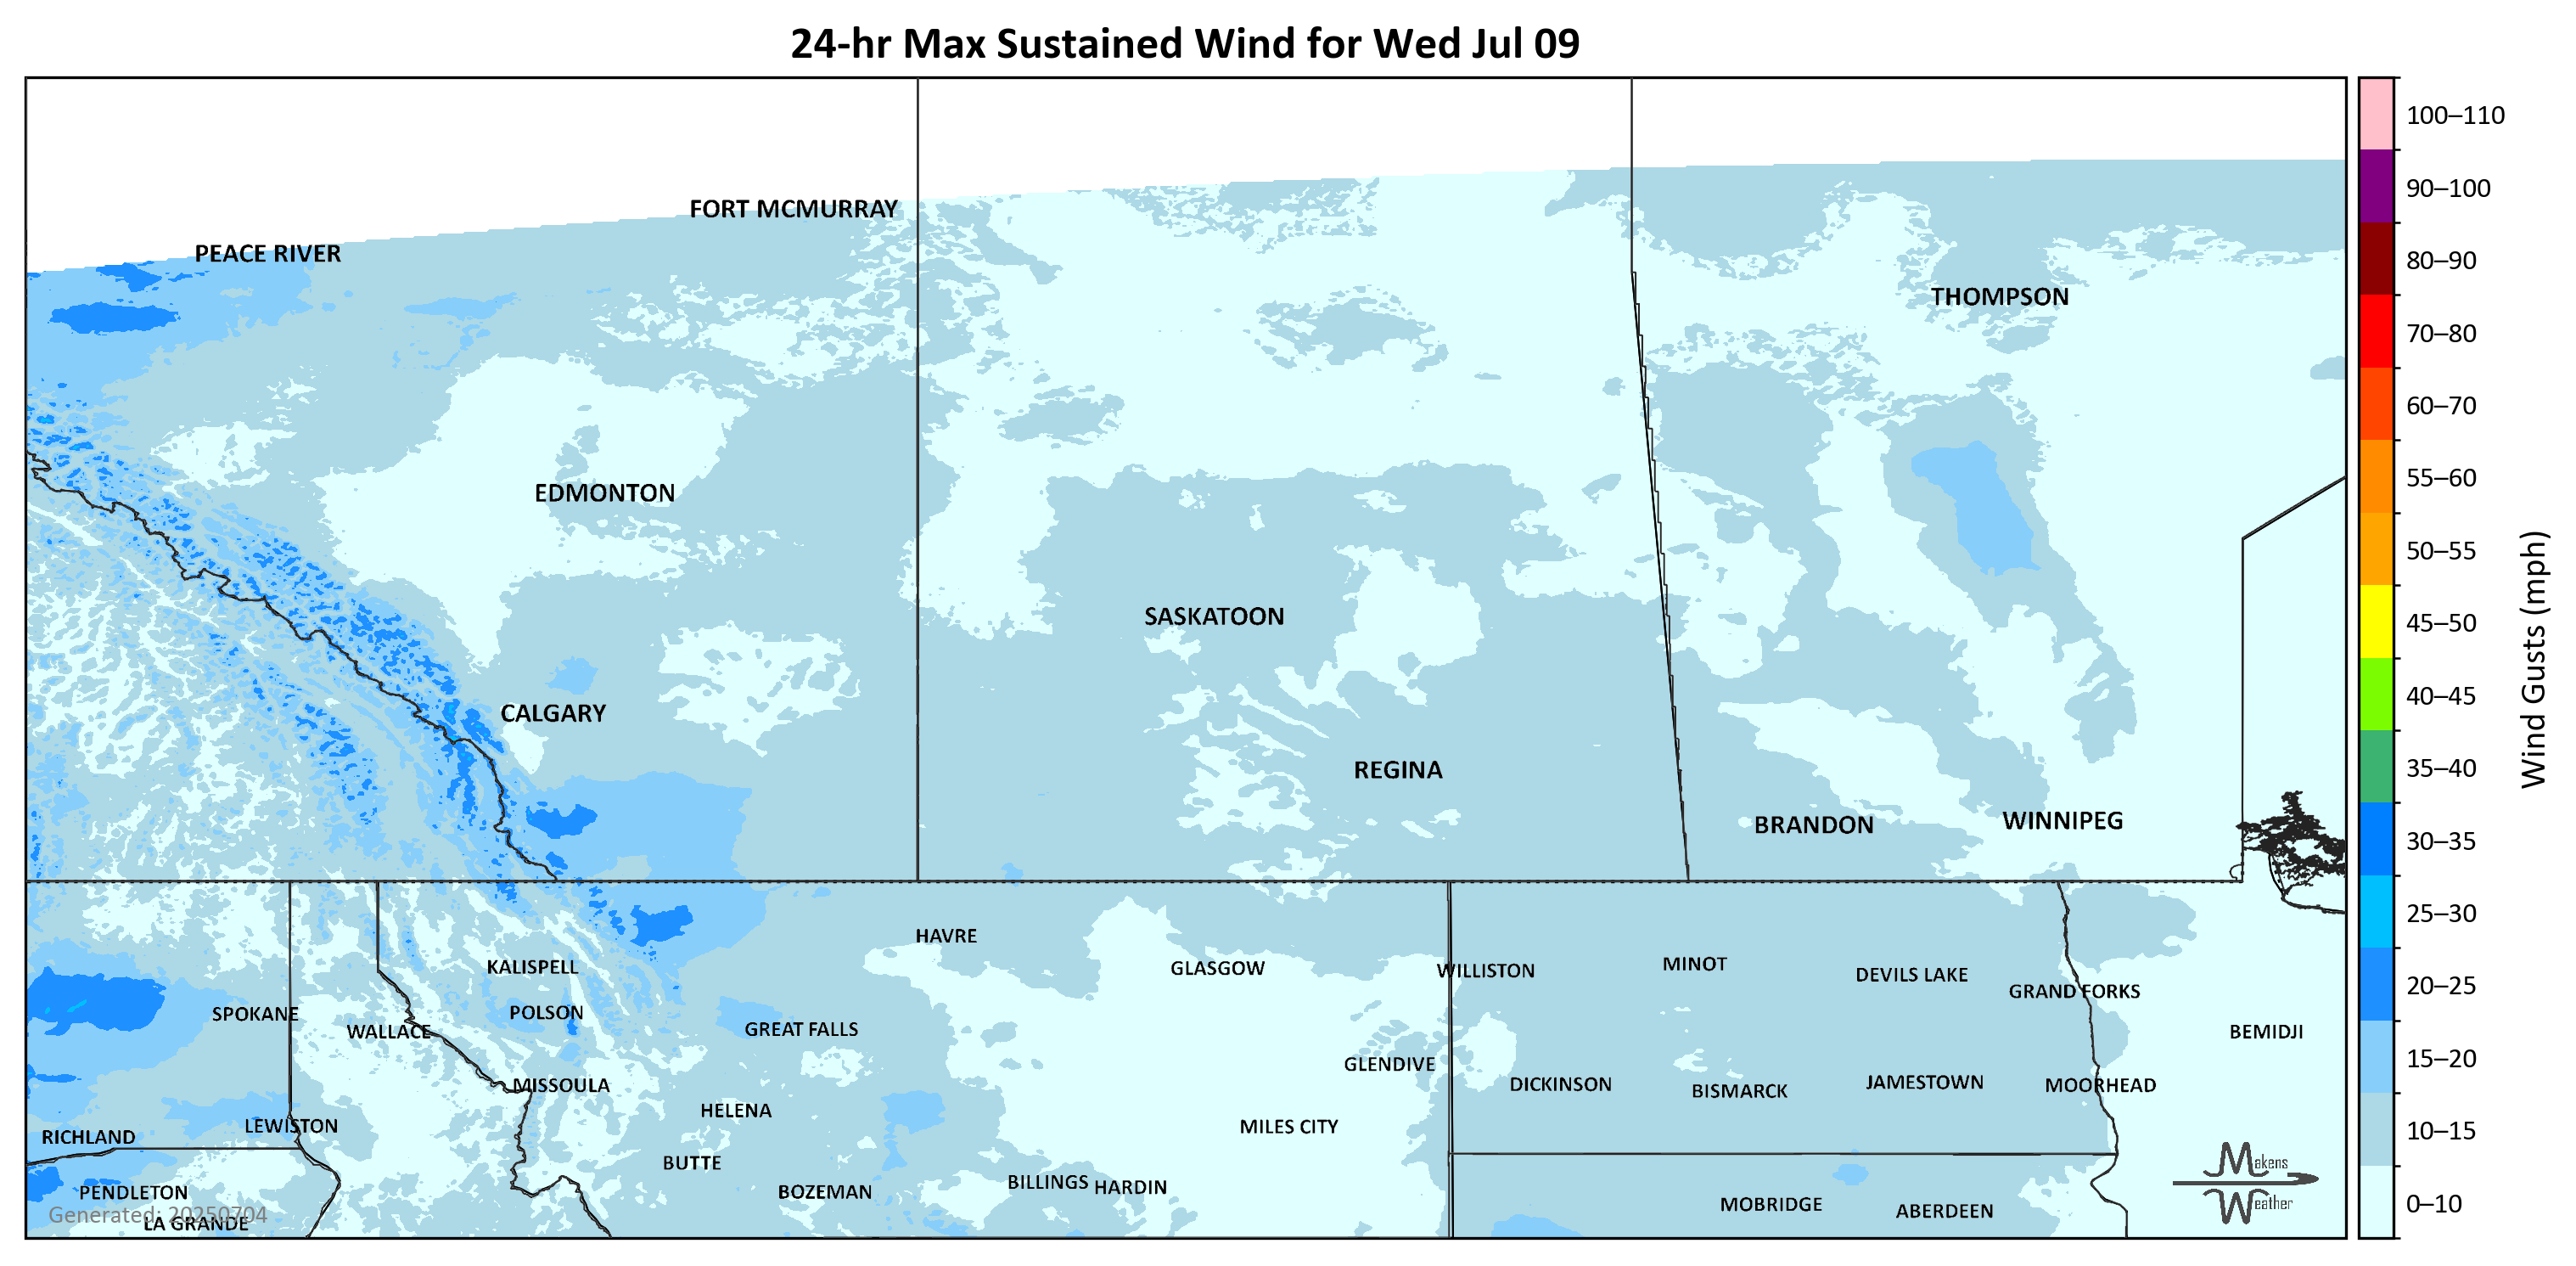 24-hr Max Sustained Wind for Wed Jul 09
100–110
90–100
80–90
70–80
60–70
55–60
50–55
45–50
40–45
35–40
30–35
25–30
20–25
15–20
10–15
0–10
Wind Gusts (mph)
FORT MCMURRAY
PEACE RIVER
THOMPSON
EDMONTON
SASKATOON
CALGARY
REGINA
BRANDON
WINNIPEG
HAVRE
KALISPELL
GLASGOW
WILLISTON
MINOT
DEVILS LAKE
GRAND FORKS
SPOKANE
POLSON
WALLACE
GREAT FALLS
BEMIDJI
GLENDIVE
MISSOULA
DICKINSON
BISMARCK
JAMESTOWN
MOORHEAD
HELENA
LEWISTON
MILES CITY
RICHLAND
BUTTE
BILLINGS
HARDIN
BOZEMAN
PENDLETON
MOBRIDGE
ABERDEEN
Generated: 20250704
LA GRANDE
Makens
Weather